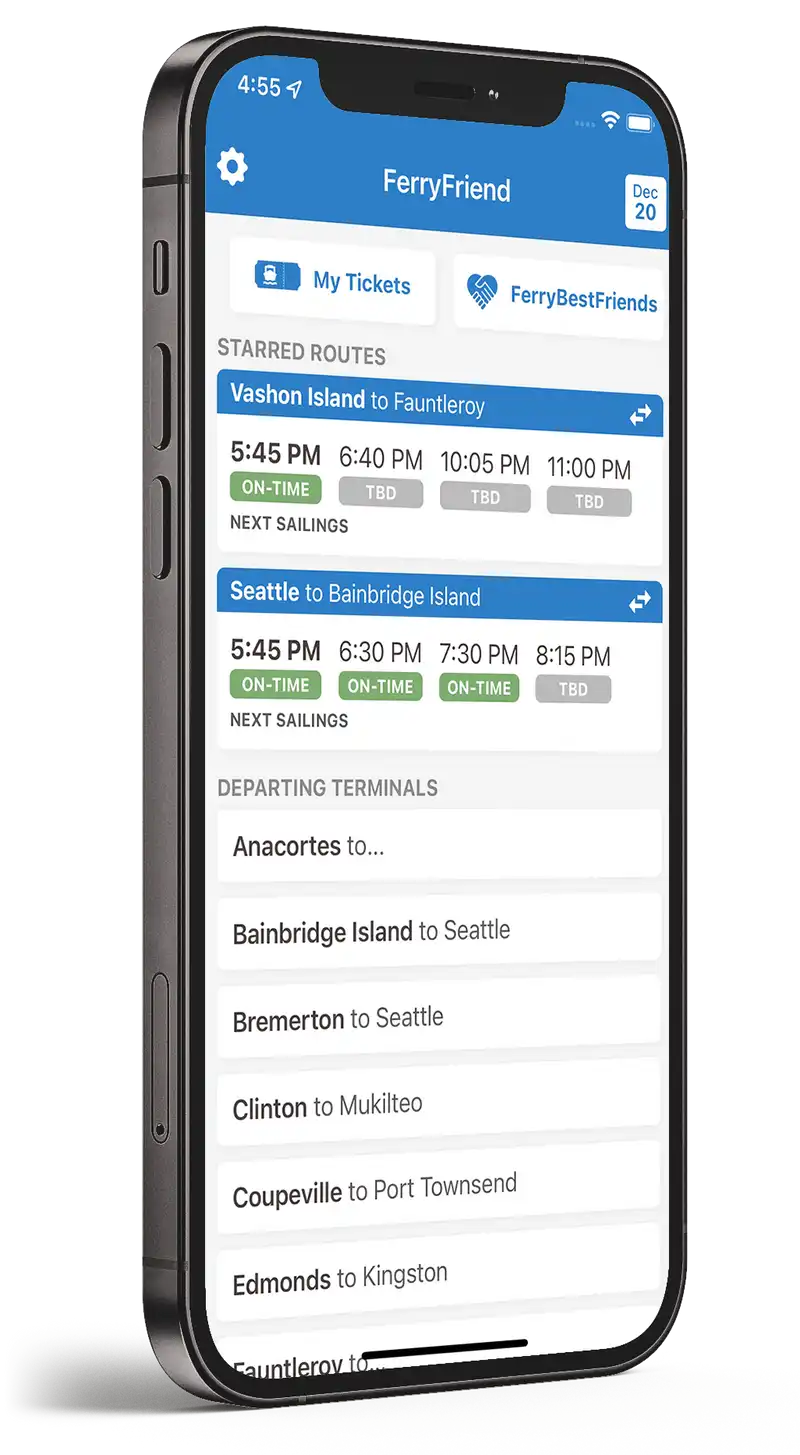 4:55
FerryFriend
Dec
20
My Tickets
FerryBestFriends
STARRED ROUTES
Vashon Island to Fauntleroy
5:45 PM 6:40 PM 10:05 PM 11:00 PM
ON-TIME TBD TBD TBD
NEXT SAILINGS
Seattle to Bainbridge Island
5:45 PM 6:30 PM 7:30 PM 8:15 PM
ON-TIME ON-TIME ON-TIME TBD
NEXT SAILINGS
DEPARTING TERMINALS
Anacortes to...
Bainbridge Island to Seattle
Bremerton to Seattle
Clinton to Mukilteo
Coupeville to Port Townsend
Edmonds to Kingston
Fauntleroy to...